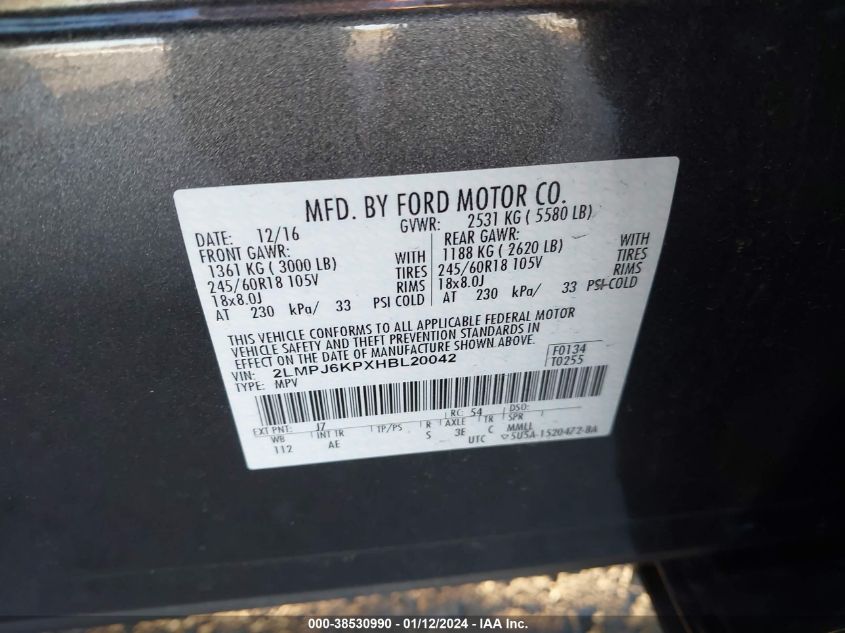 MFD. BY FORD MOTOR CO.
DATE: 12/16 GVWR: 2531 KG ( 5580 LB)
FRONT GAWR: REAR GAWR:
1361 KG ( 3000 LB) WITH 1188 KG ( 2620 LB) WITH
245/60R18 105V TIRES 245/60R18 105V TIRES
18x8.0J RIMS 18x8.0J RIMS
AT 230 kPa/ 33 PSI COLD AT 230 kPa/ 33 PSI COLD
THIS VEHICLE CONFORMS TO ALL APPLICABLE FEDERAL MOTOR
VEHICLE SAFETY AND THEFT PREVENTION STANDARDS IN
EFFECT ON THE DATE OF MANUFACTURE SHOWN ABOVE.
VIN: 2LMPJ6KPXHBL20042 F0134
TYPE: MPV T0255
EXT PNT: J7 RC: 54 DSO:
WB INT TR TP/PS R AXLE TR SPR
112 AE S 3E C MMLL
UTC 5U5A-1520472-BA
000-38530990 - 01/12/2024 - IAA Inc.